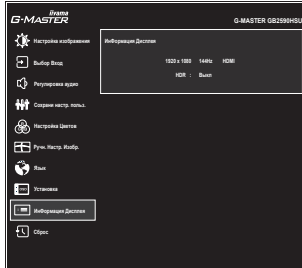 iiyama
G-MASTER
G-MASTER GB2590HSU
Настройка изображения
ИнФормация Дисплея
1920 x 1080 144Hz HDMI
HDR : Выкл
Выбор Вход
Регулировка аудио
Сохрани настр. польз.
Настройка Цветов
Ручн. Настр. Изобр.
Язык
OSD
Установка
ИнФормация Дисплея
Сброс